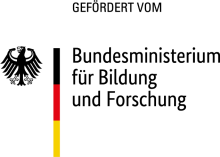 GEFÖRDERT VOM
Bundesministerium
für Bildung
und Forschung